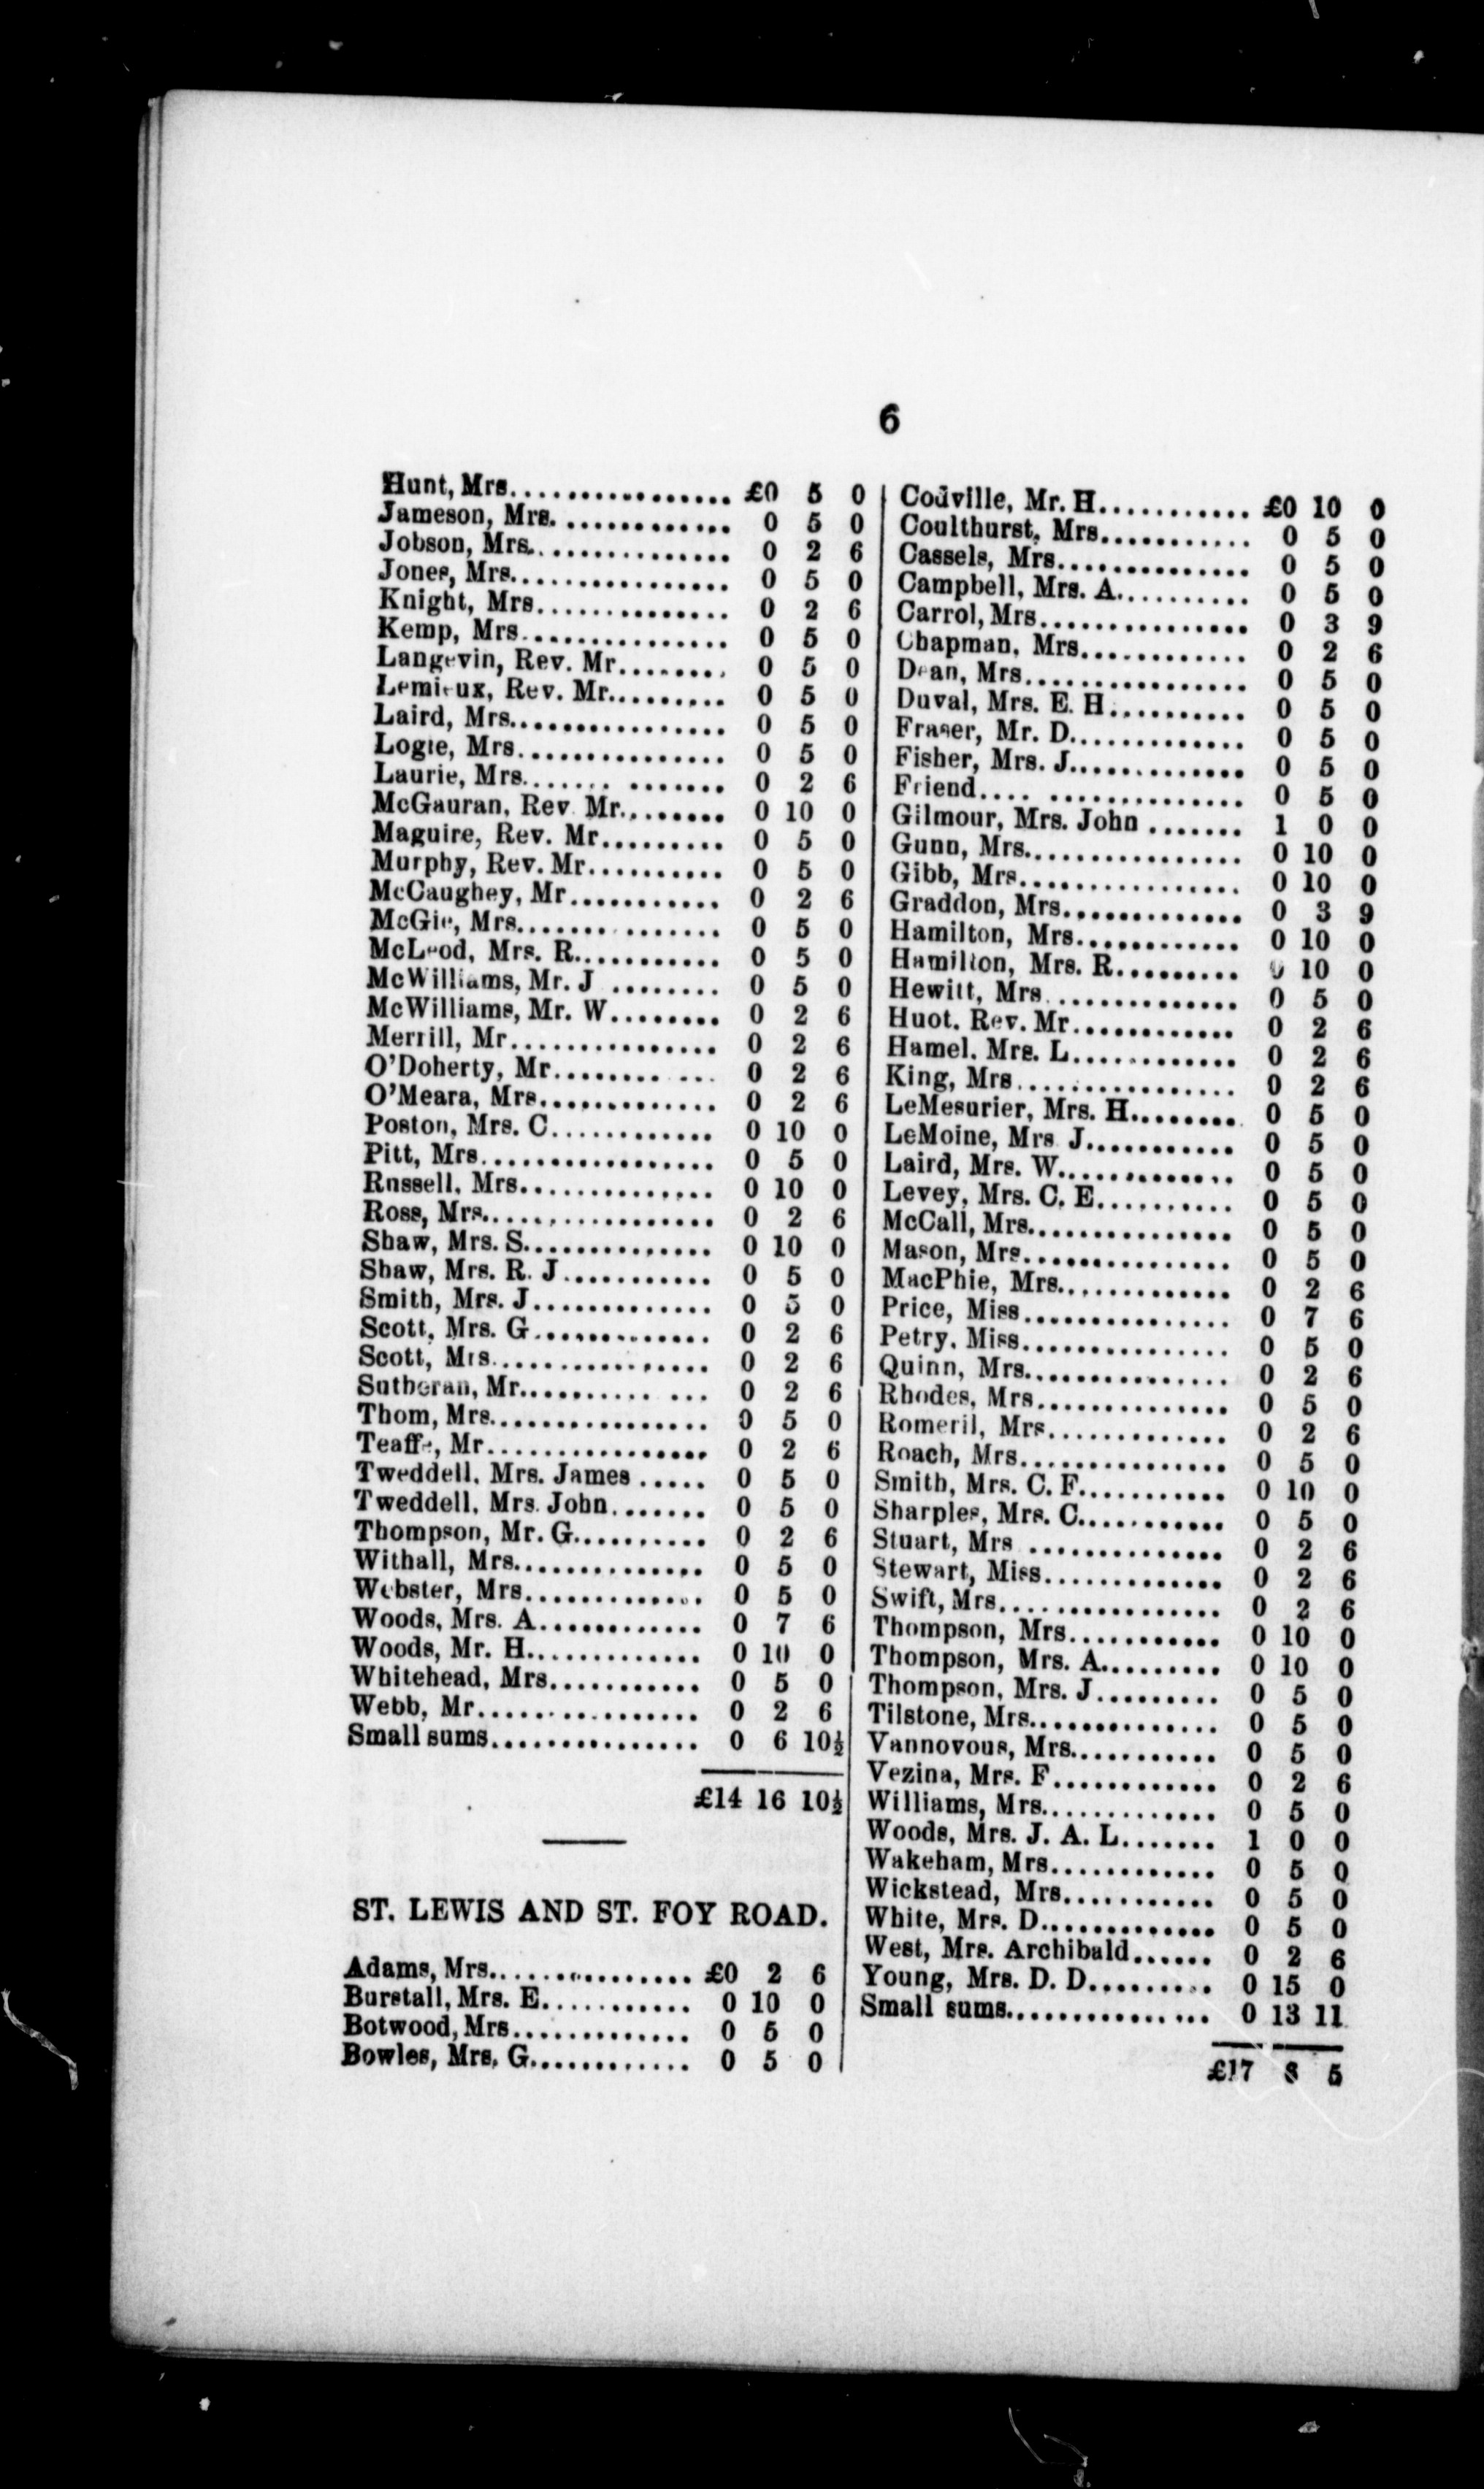 6
Hunt, Mrs................. £0 5 0
Jameson, Mrs. ............. 0 5 0
Jobson, Mrs................ 0 2 6
Jones, Mrs................. 0 5 0
Knight, Mrs............... 0 2 6
Kemp, Mrs................ 0 5 0
Langevin, Rev. Mr........ 0 5 0
Lemieux, Rev. Mr......... 0 5 0
Laird, Mrs................. 0 5 0
Logie, Mrs................ 0 5 0
Laurie, Mrs....... ....... 0 2 6
McGauran, Rev. Mr........ 0 10 0
Maguire, Rev. Mr......... 0 5 0
Murphy, Rev. Mr.......... 0 5 0
McCaughey, Mr........... 0 2 6
McGie, Mrs............... 0 5 0
McLeod, Mrs. R........... 0 5 0
McWilliams, Mr. J ........ 0 5 0
McWilliams, Mr. W........ 0 2 6
Merrill, Mr............... 0 2 6
O'Doherty, Mr........ ... 0 2 6
O'Meara, Mrs............. 0 2 6
Poston, Mrs. C............ 0 10 0
Pitt, Mrs................. 0 5 0
Russell, Mrs.............. 0 10 0
Ross, Mrs................. 0 2 6
Shaw, Mrs. S.............. 0 10 0
Shaw, Mrs. R. J........... 0 5 0
Smith, Mrs. J............. 0 5 0
Scott, Mrs. G............. 0 2 6
Scott, Mrs................ 0 2 6
Sutheran, Mr.......... ... 0 2 6
Thom, Mrs................ 0 5 0
Teaffe, Mr................ 0 2 6
Tweddell, Mrs. James ..... 0 5 0
Tweddell, Mrs. John....... 0 5 0
Thompson, Mr. G.......... 0 2 6
Withall, Mrs.............. 0 5 0
Webster, Mrs............. 0 5 0
Woods, Mrs. A............ 0 7 6
Woods, Mr. H............. 0 10 0
Whitehead, Mrs........... 0 5 0
Webb, Mr................ 0 2 6
Small sums............... 0 6 10½
£14 16 10½
ST. LEWIS AND ST. FOY ROAD.
Adams, Mrs............... £0 2 6
Burstall, Mrs. E........... 0 10 0
Botwood, Mrs............. 0 5 0
Bowles, Mrs. G............ 0 5 0
Codville, Mr. H........... £0 10 0
Coulthurst, Mrs........... 0 5 0
Cassels, Mrs.............. 0 5 0
Campbell, Mrs. A.......... 0 5 0
Carrol, Mrs............... 0 3 9
Chapman, Mrs............ 0 2 6
Dean, Mrs................ 0 5 0
Duval, Mrs. E. H.......... 0 5 0
Fraser, Mr. D............. 0 5 0
Fisher, Mrs. J............. 0 5 0
Friend.... .............. 0 5 0
Gilmour, Mrs. John ....... 1 0 0
Gunn, Mrs................ 0 10 0
Gibb, Mrs................ 0 10 0
Graddon, Mrs............. 0 3 9
Hamilton, Mrs............ 0 10 0
Hamilton, Mrs. R......... 0 10 0
Hewitt, Mrs. ............. 0 5 0
Huot. Rev. Mr............ 0 2 6
Hamel. Mrs. L............ 0 2 6
King, Mrs................ 0 2 6
LeMesurier, Mrs. H........ 0 5 0
LeMoine, Mrs J........... 0 5 0
Laird, Mrs. W............. 0 5 0
Levey, Mrs. C. E.......... 0 5 0
McCall, Mrs............... 0 5 0
Mason, Mrs............... 0 5 0
MacPhie, Mrs............. 0 2 6
Price, Miss............... 0 7 6
Petry, Miss............... 0 5 0
Quinn, Mrs............... 0 2 6
Rhodes, Mrs.............. 0 5 0
Romeril, Mrs............. 0 2 6
Roach, Mrs............... 0 5 0
Smith, Mrs. C. F........... 0 10 0
Sharples, Mrs. C........... 0 5 0
Stuart, Mrs .............. 0 2 6
Stewart, Miss............. 0 2 6
Swift, Mrs................ 0 2 6
Thompson, Mrs........... 0 10 0
Thompson, Mrs. A......... 0 10 0
Thompson, Mrs. J......... 0 5 0
Tilstone, Mrs.............. 0 5 0
Vannovous, Mrs........... 0 5 0
Vezina, Mrs. F............ 0 2 6
Williams, Mrs............. 0 5 0
Woods, Mrs. J. A. L....... 1 0 0
Wakeham, Mrs............ 0 5 0
Wickstead, Mrs........... 0 5 0
White, Mrs. D............. 0 5 0
West, Mrs. Archibald...... 0 2 6
Young, Mrs. D. D......... 0 15 0
Small sums............... 0 13 11
£17 8 5